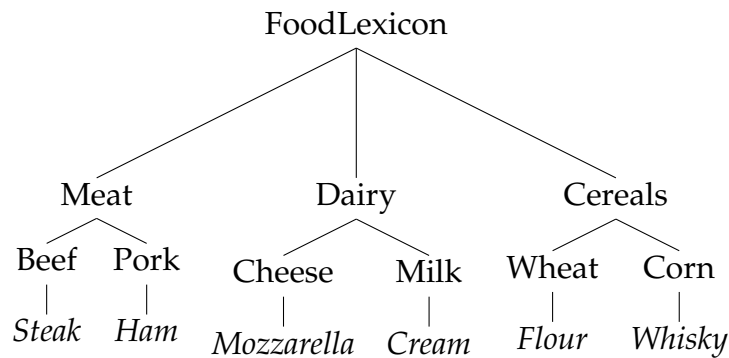 FoodLexicon
Meat Dairy Cereals
Beef Pork Cheese Milk Wheat Corn
Steak Ham Mozzarella Cream Flour Whisky